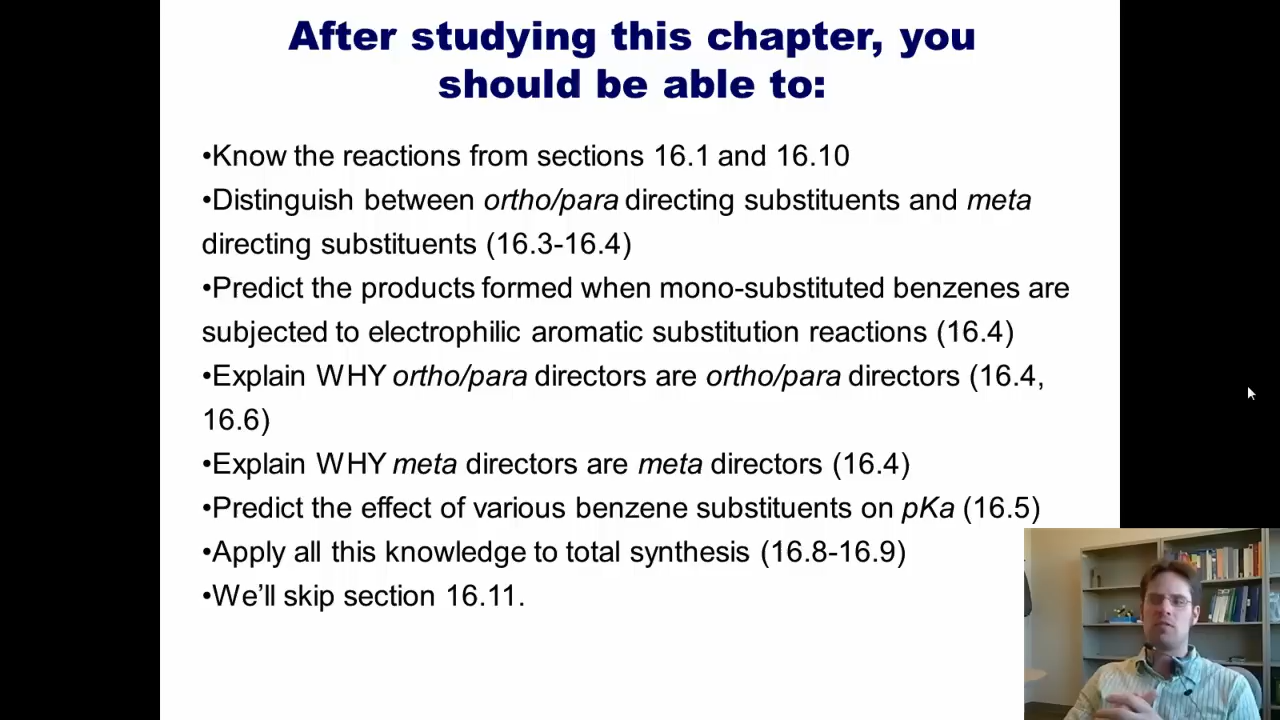 After studying this chapter, you
should be able to:
•Know the reactions from sections 16.1 and 16.10
•Distinguish between ortho/para directing substituents and meta
directing substituents (16.3-16.4)
•Predict the products formed when mono-substituted benzenes are
subjected to electrophilic aromatic substitution reactions (16.4)
•Explain WHY ortho/para directors are ortho/para directors (16.4,
16.6)
•Explain WHY meta directors are meta directors (16.4)
•Predict the effect of various benzene substituents on pKa (16.5)
•Apply all this knowledge to total synthesis (16.8-16.9)
•We’ll skip section 16.11.